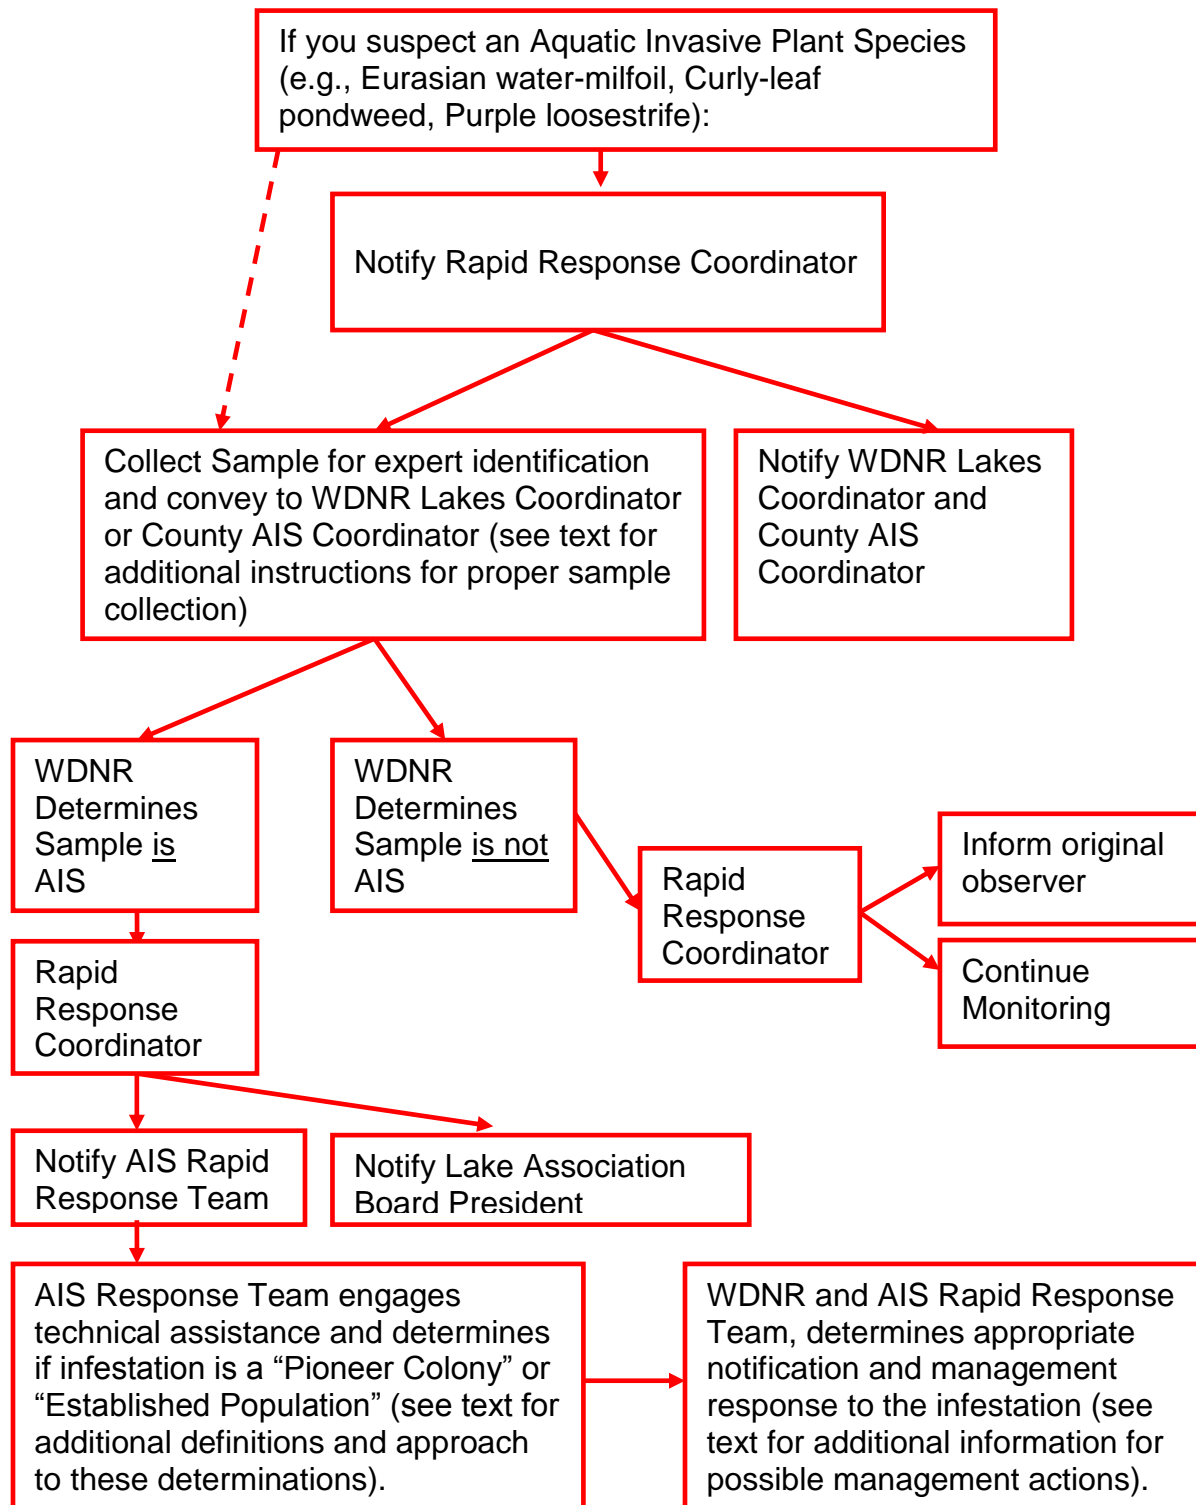 If you suspect an Aquatic Invasive Plant Species
(e.g., Eurasian water-milfoil, Curly-leaf
pondweed, Purple loosestrife):
Notify Rapid Response Coordinator
Collect Sample for expert identification
and convey to WDNR Lakes Coordinator
or County AIS Coordinator (see text for
additional instructions for proper sample
collection)
Notify WDNR Lakes
Coordinator and
County AIS
Coordinator
WDNR
Determines
Sample is
AIS
WDNR
Determines
Sample is not
AIS
Rapid
Response
Coordinator
Inform original
observer
Continue
Monitoring
Rapid
Response
Coordinator
Notify AIS Rapid
Response Team
Notify Lake Association
Board President
AIS Response Team engages
technical assistance and determines
if infestation is a “Pioneer Colony” or
“Established Population” (see text for
additional definitions and approach
to these determinations).
WDNR and AIS Rapid Response
Team, determines appropriate
notification and management
response to the infestation (see
text for additional information for
possible management actions).